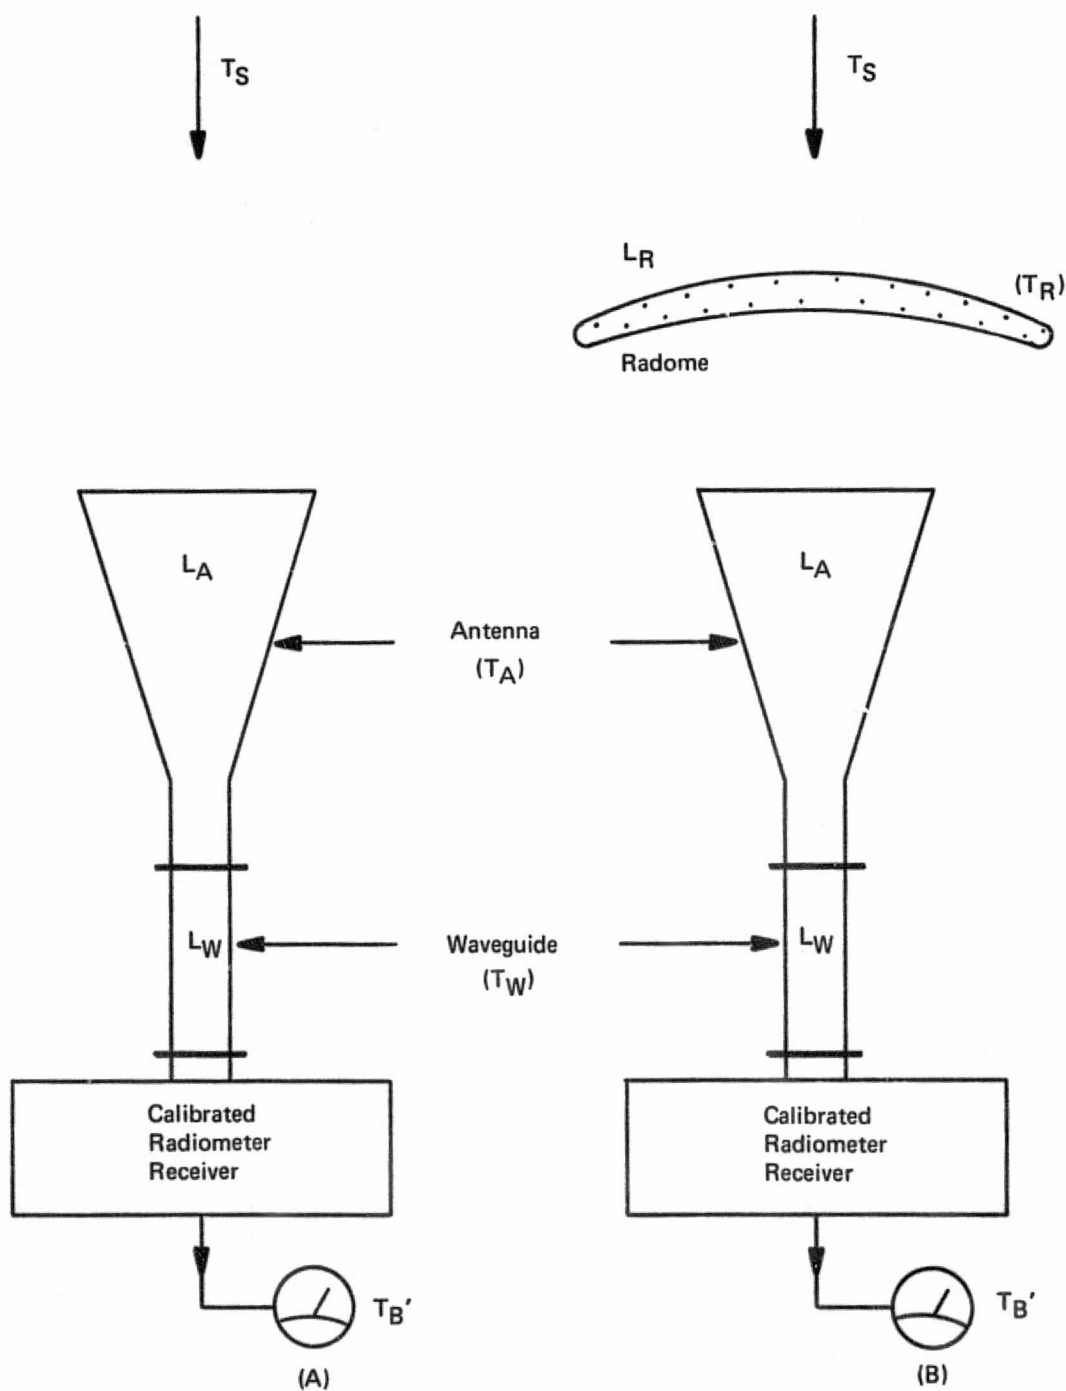 T_S
T_S
L_R
(T_R)
Radome
L_A
L_A
Antenna
(T_A)
L_W
L_W
Waveguide
(T_W)
Calibrated
Radiometer
Receiver
Calibrated
Radiometer
Receiver
T_B'
T_B'
(A)
(B)